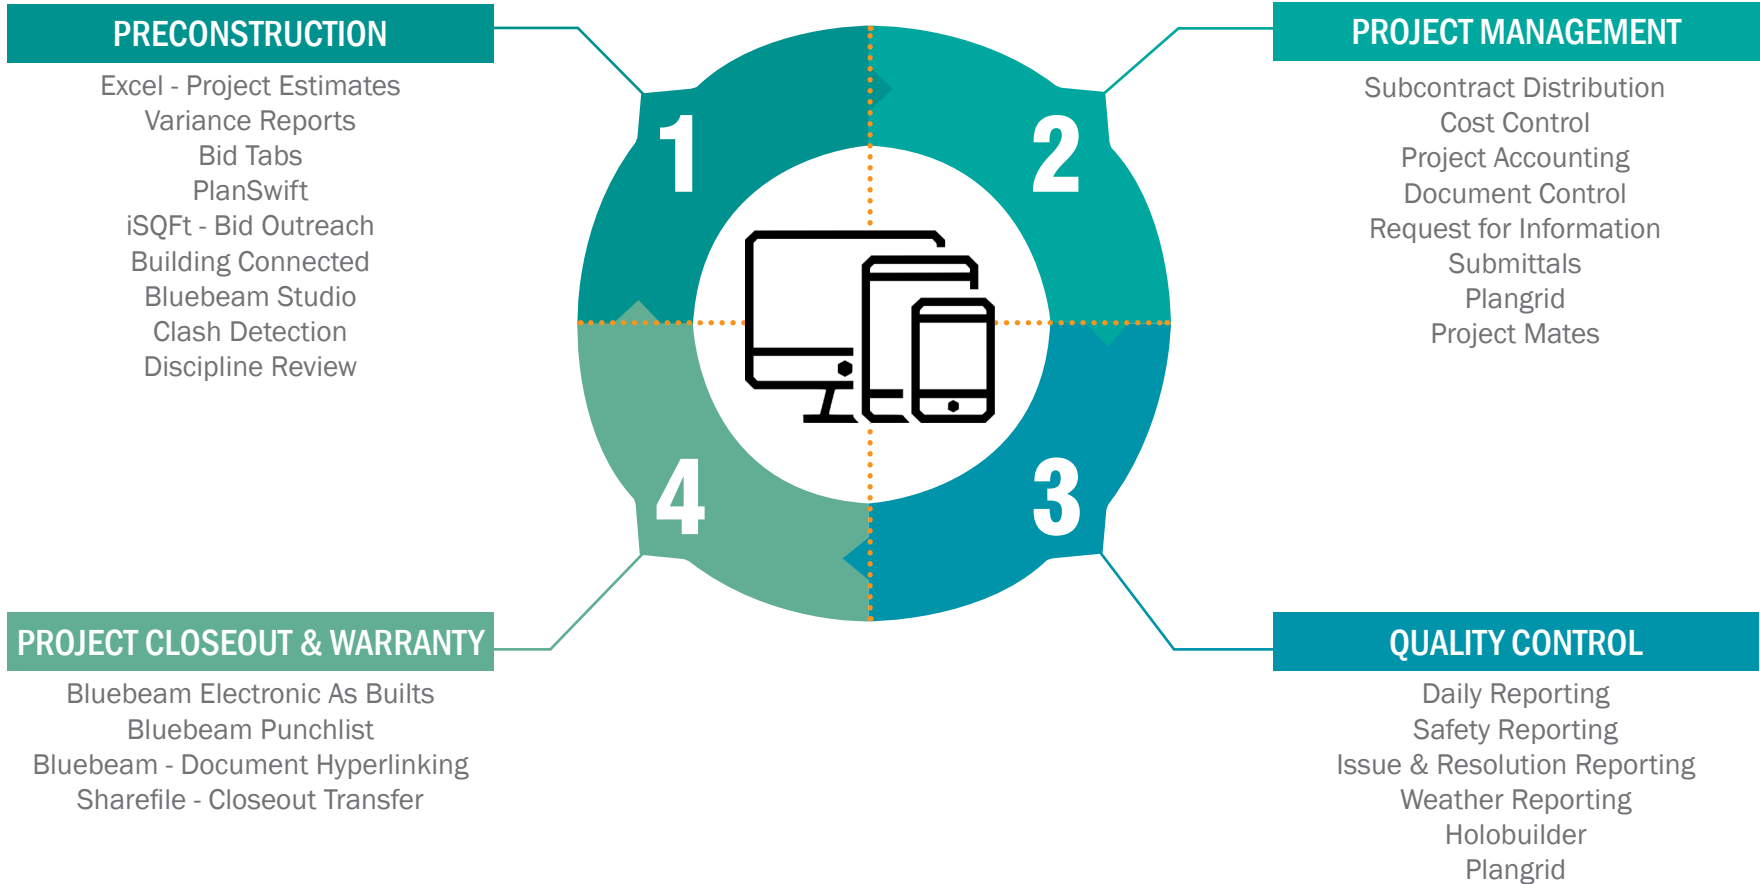 PRECONSTRUCTION
Excel - Project Estimates
Variance Reports
Bid Tabs
PlanSwift
iSQFt - Bid Outreach
Building Connected
Bluebeam Studio
Clash Detection
Discipline Review
1
2
PROJECT MANAGEMENT
Subcontract Distribution
Cost Control
Project Accounting
Document Control
Request for Information
Submittals
Plangrid
Project Mates
4
3
PROJECT CLOSEOUT & WARRANTY
Bluebeam Electronic As Builts
Bluebeam Punchlist
Bluebeam - Document Hyperlinking
Sharefile - Closeout Transfer
QUALITY CONTROL
Daily Reporting
Safety Reporting
Issue & Resolution Reporting
Weather Reporting
Holobuilder
Plangrid